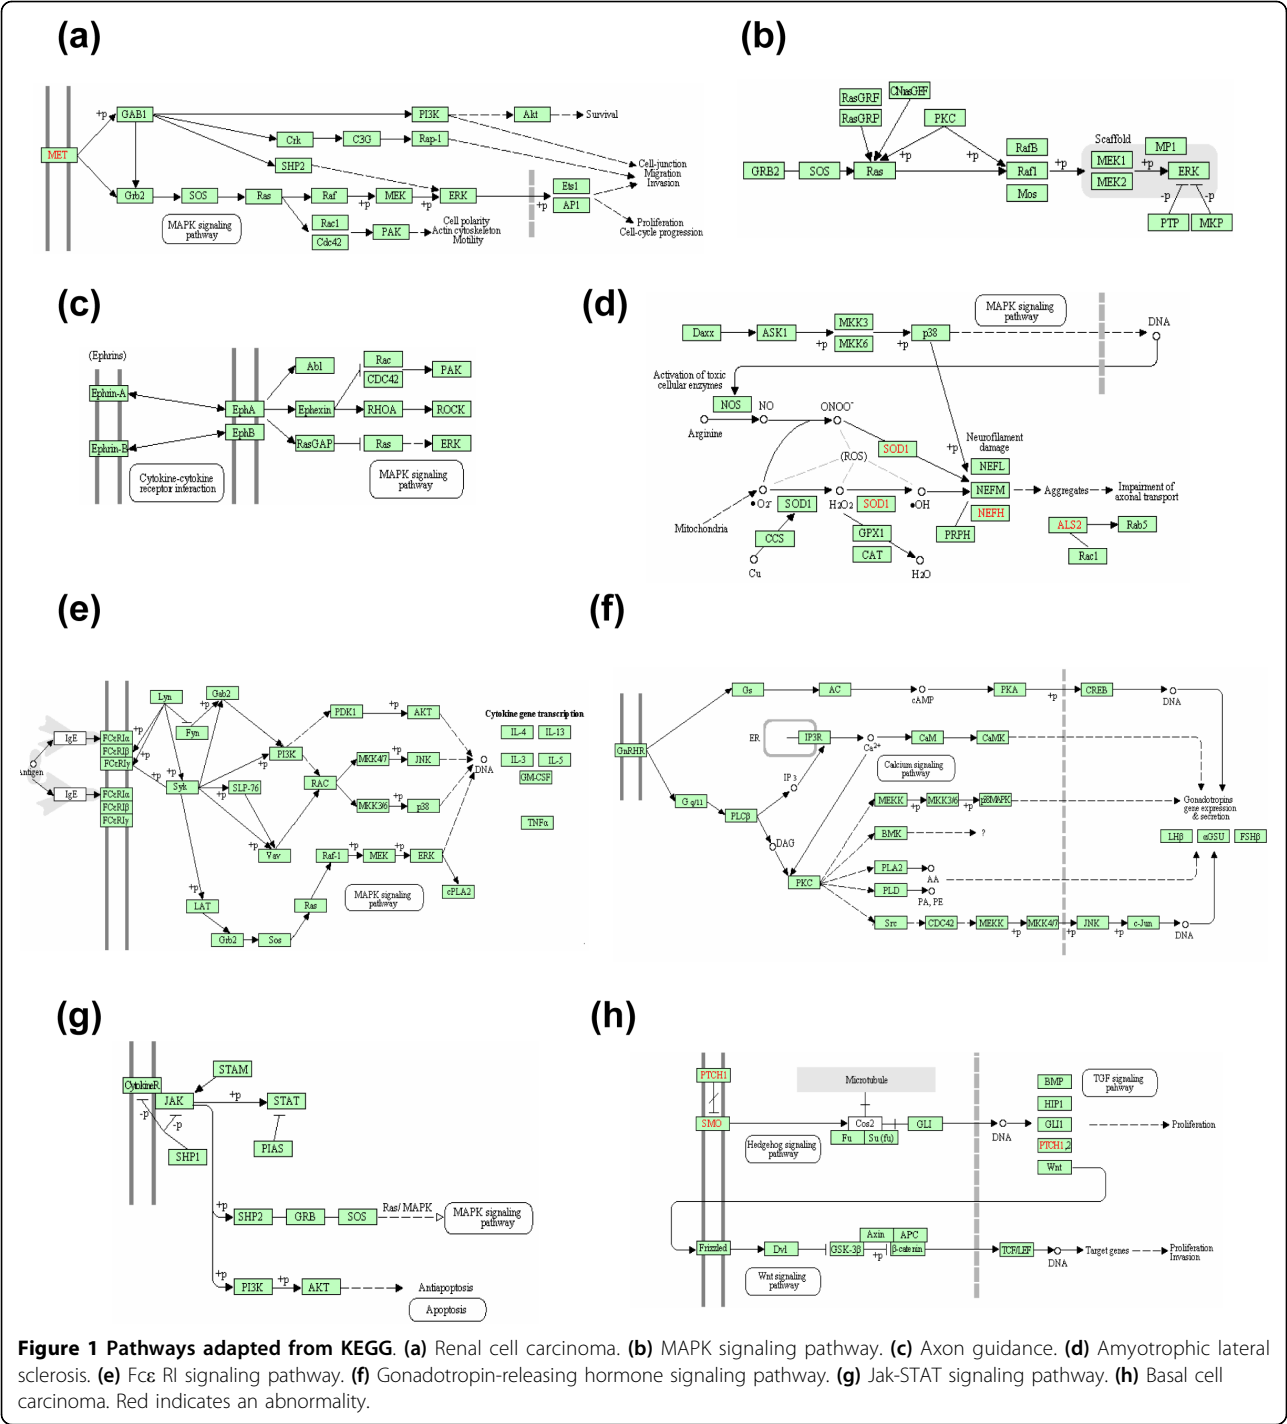 (a)
+p GAB1 PI3K Akt Survival
Crk C3G Rap-1
MET
SHP2
Cell-junction
Migration
Invasion
Grb2 SOS Ras Raf MEK ERK Ets1
+p +p +p AP1
MAPK signaling
pathway
Rac1
Cdc42 PAK
Cell polarity
Actin cytoskeleton
Motility
Proliferation
Cell-cycle progression
(b)
RasGRF CNrasGEF
RasGRP PKC
+p +p
RafB Scaffold MP1
GRB2 SOS Ras Raf1 +p MEK1 +p ERK
Mos MEK2
-p -p
PTP MKP
(c)
(Ephrins)
Abl Rac PAK
CDC42
Ephrin-A
EphA Ephexin RHOA ROCK
EphB
Ephrin-B
RasGAP Ras ERK
Cytokine-cytokine
receptor interaction
MAPK signaling
pathway
(d)
MAPK signaling
pathway
DNA
Daxx ASK1 MKK3 p38
+p MKK6 +p
Activation of toxic
cellular enzymes
NOS NO ONOO-
Arginine
SOD1
(ROS)
+p
Neurofilament
damage
NEFL
NEFM Aggregates Impairment of
axonal transport
•O2- SOD1 H2O2 SOD1 •OH
NEFH
Mitochondria
CCS GPX1 PRPH
CAT
Cu H2O
ALS2 Rab5
Rac1
(e)
Lyn Gab2
+p
PDK1 AKT
Cytokine gene transcription
IgE FCεRIα +p Fyn
FCεRIβ
FCεRIγ +p
PI3K
IL-4 IL-13
Antigen
+p +p
MKK4/7 +p JNK
DNA
IL-3 IL-5
GM-CSF
Syk +p SLP-76 RAC
IgE FCεRIα
FCεRIβ
FCεRIγ
MKK3/6 +p p38
TNFα
+p Vav
Raf-1 +p MEK +p ERK
cPLA2
+p
LAT Ras
MAPK signaling
pathway
Grb2 Sos
(f)
Gs AC cAMP PKA +p CREB DNA
GnRHR
ER IP3R Ca2+ CaM CaMK
Calcium signaling
pathway
IP3
G q/11
PLCβ
DAG
MEKK MKK3/6 p38MAPK
+p +p
Gonadotropins
gene expression
& secretion
BMK ?
LHβ αGSU FSHβ
PLA2 AA
PKC
PLD PA, PE
Src CDC42 MEKK MKK4/7 JNK c-Jun DNA
+p +p +p
(g)
STAM
CytokineR
JAK +p STAT
-p -p
SHP1 PIAS
+p
SHP2 GRB SOS Ras/ MAPK
MAPK signaling
pathway
+p +p
PI3K AKT Antiapoptosis
Apoptosis
(h)
PTCH1 Microtubule BMP
TGF signaling
pathway
HIP1
SMO Cos2 GLI DNA GLI1 Proliferation
Fu Su (fu)
Hedgehog signaling
pathway
PTCH1,2
Wnt
Axin APC
Frizzled Dvl GSK-3β β-catenin TCF/LEF Target genes Proliferation
Invasion
+p DNA
Wnt signaling
pathway
Figure 1 Pathways adapted from KEGG. (a) Renal cell carcinoma. (b) MAPK signaling pathway. (c) Axon guidance. (d) Amyotrophic lateral
sclerosis. (e) Fcε RI signaling pathway. (f) Gonadotropin-releasing hormone signaling pathway. (g) Jak-STAT signaling pathway. (h) Basal cell
carcinoma. Red indicates an abnormality.